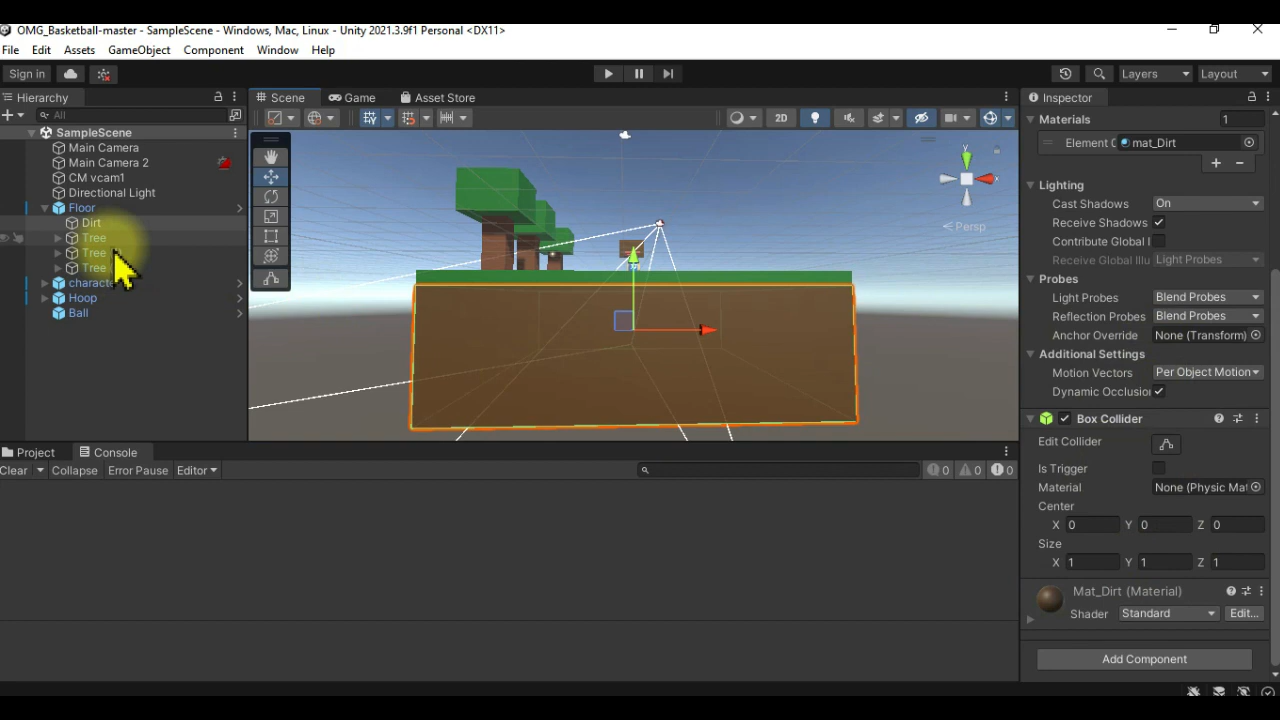 OMG_Basketball-master - SampleScene - Windows, Mac, Linux - Unity 2021.3.9f1 Personal <DX11>
File Edit Assets GameObject Component Window Help
Sign in Layers Layout
Hierarchy
All
SampleScene
Main Camera
Main Camera 2
CM vcam1
Directional Light
Floor
Dirt
Tree
Tree
Tree
characte
Hoop
Ball
Scene Game Asset Store
2D
y
x
Persp
Project Console
Clear Collapse Error Pause Editor
0 0 0
Inspector
Materials 1
Element mat_Dirt
Lighting
Cast Shadows On
Receive Shadows
Contribute Global I
Receive Global Illu Light Probes
Probes
Light Probes Blend Probes
Reflection Probes Blend Probes
Anchor Override None (Transform)
Additional Settings
Motion Vectors Per Object Motion
Dynamic Occlusion
Box Collider
Edit Collider
Is Trigger
Material None (Physic Mat
Center
X 0 Y 0 Z 0
Size
X 1 Y 1 Z 1
Mat_Dirt (Material)
Shader Standard Edit...
Add Component